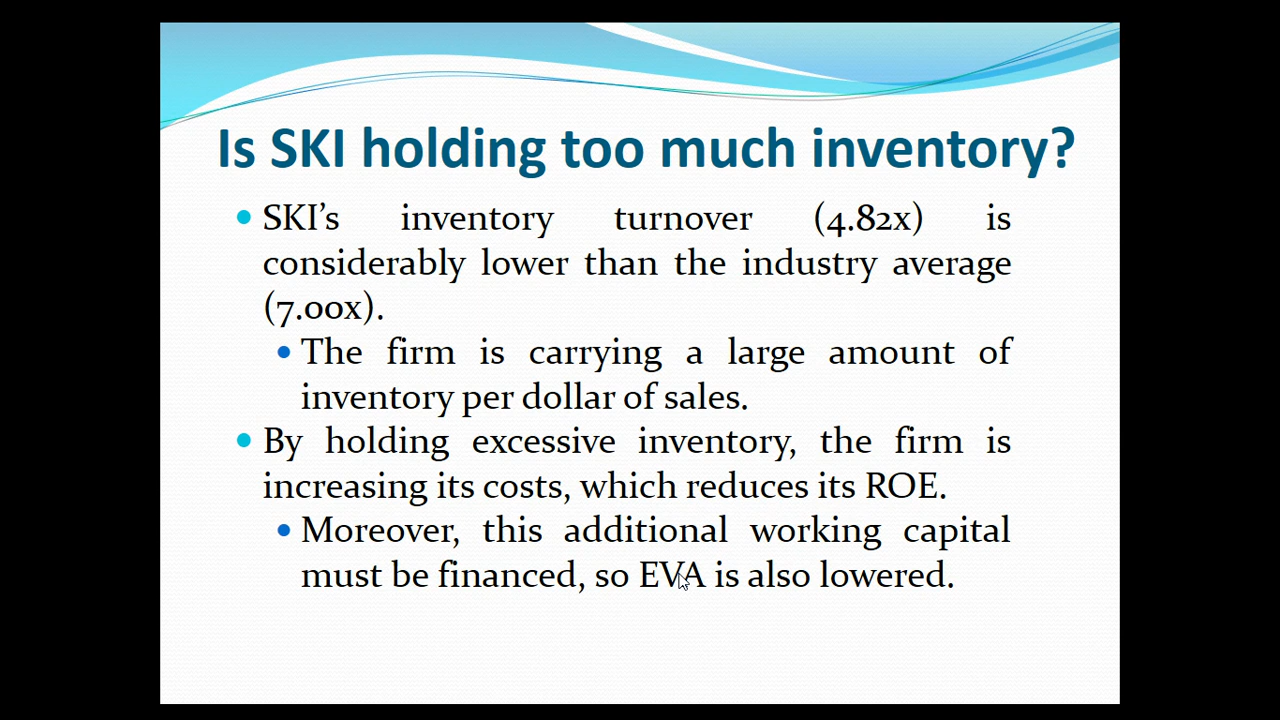 Is SKI holding too much inventory?
SKI's inventory turnover (4.82x) is
considerably lower than the industry average
(7.00x).
The firm is carrying a large amount of
inventory per dollar of sales.
By holding excessive inventory, the firm is
increasing its costs, which reduces its ROE.
Moreover, this additional working capital
must be financed, so EVA is also lowered.